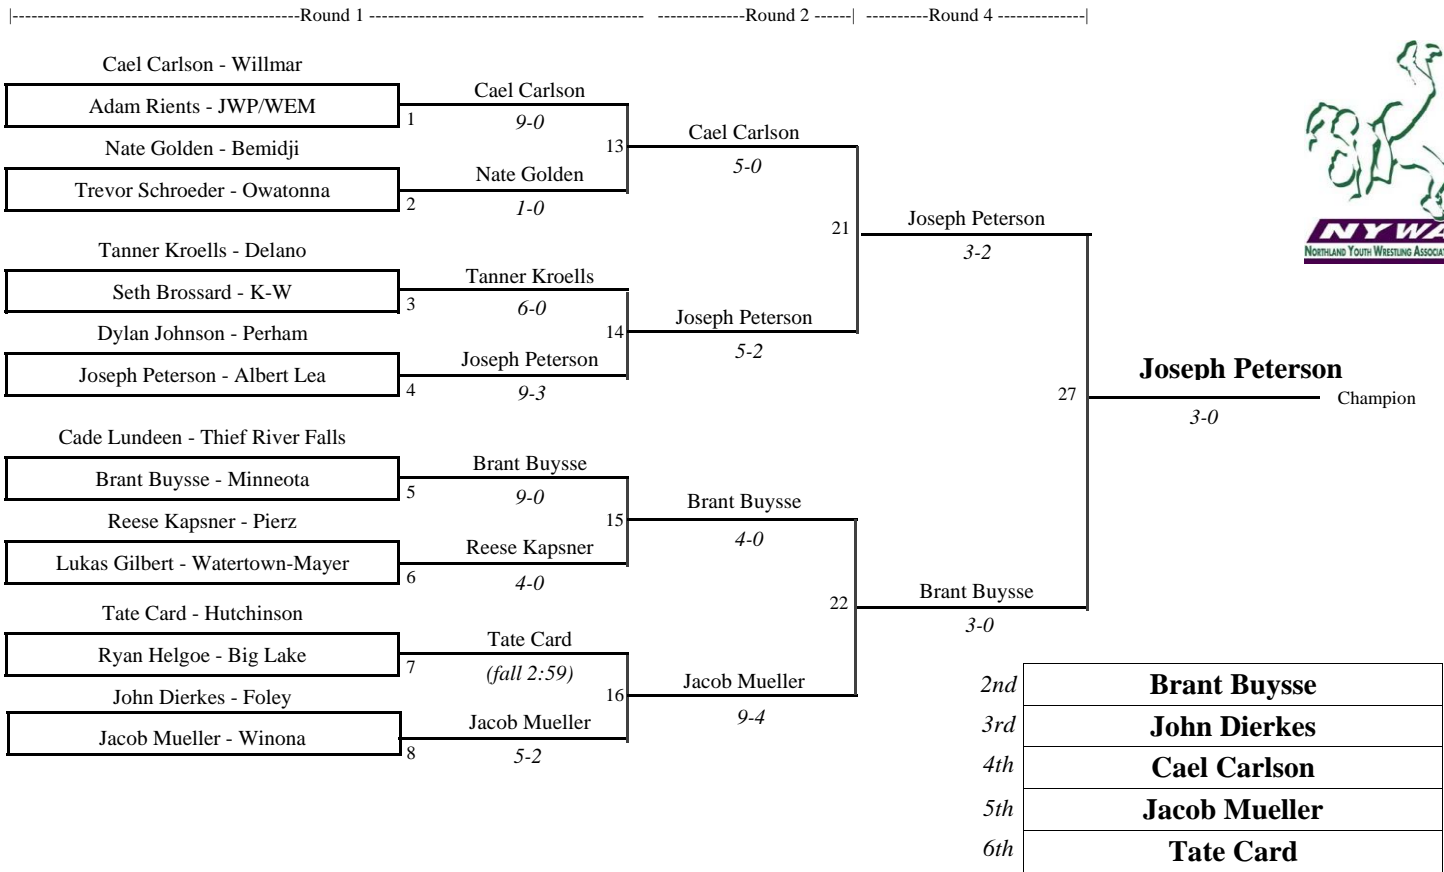 |-------------------------------------------Round 1 ----------------------------------------- --------------Round 2 ------| ----------Round 4 --------------|
Cael Carlson - Willmar
Adam Rients - JWP/WEM
1
Cael Carlson
9-0
Nate Golden - Bemidji
Trevor Schroeder - Owatonna
2
Nate Golden
1-0
13
Cael Carlson
5-0
Tanner Kroells - Delano
Seth Brossard - K-W
3
Tanner Kroells
6-0
Dylan Johnson - Perham
Joseph Peterson - Albert Lea
4
Joseph Peterson
9-3
14
Joseph Peterson
5-2
21
Joseph Peterson
3-2
Cade Lundeen - Thief River Falls
Brant Buysse - Minneota
5
Brant Buysse
9-0
Reese Kapsner - Pierz
Lukas Gilbert - Watertown-Mayer
6
Reese Kapsner
4-0
15
Brant Buysse
4-0
Tate Card - Hutchinson
Ryan Helgoe - Big Lake
7
Tate Card
(fall 2:59)
John Dierkes - Foley
Jacob Mueller - Winona
8
Jacob Mueller
5-2
16
Jacob Mueller
9-4
22
Brant Buysse
3-0
27
Joseph Peterson
Champion
3-0
NYWA
NORTHLAND YOUTH WRESTLING
2nd Brant Buysse
3rd John Dierkes
4th Cael Carlson
5th Jacob Mueller
6th Tate Card